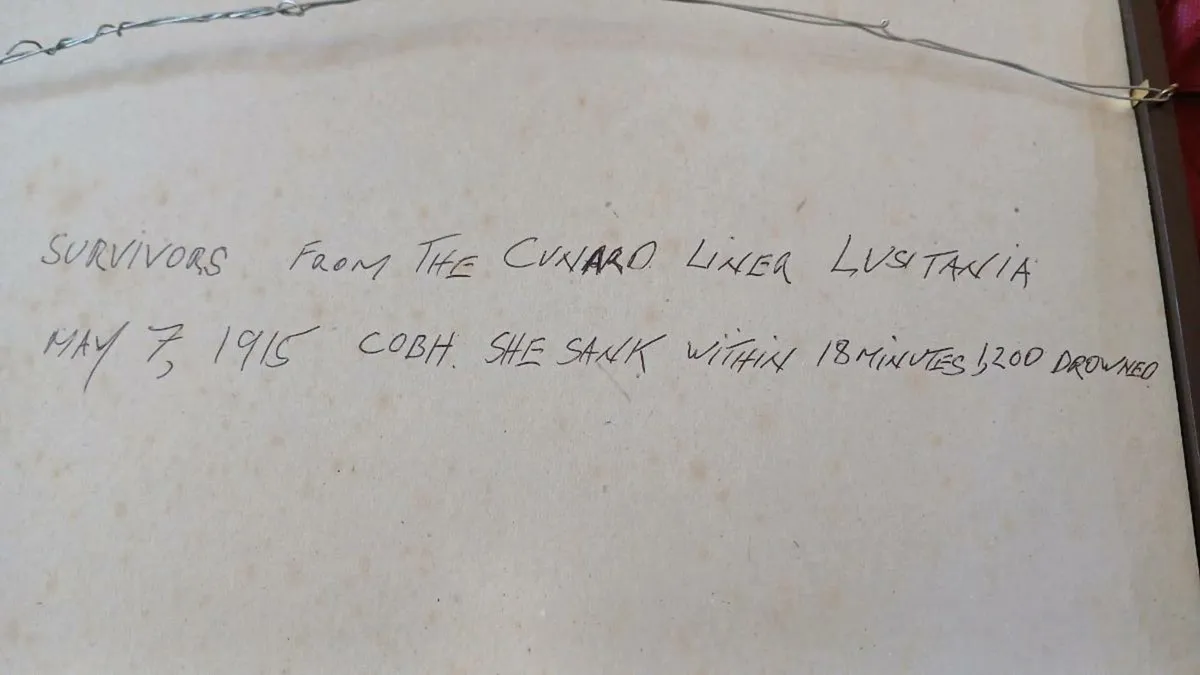 SURVIVORS FROM THE CUNARD LINER LUSITANIA
MAY 7, 1915 COBH. SHE SANK WITHIN 18 MINUTES 1,200 DROWNED